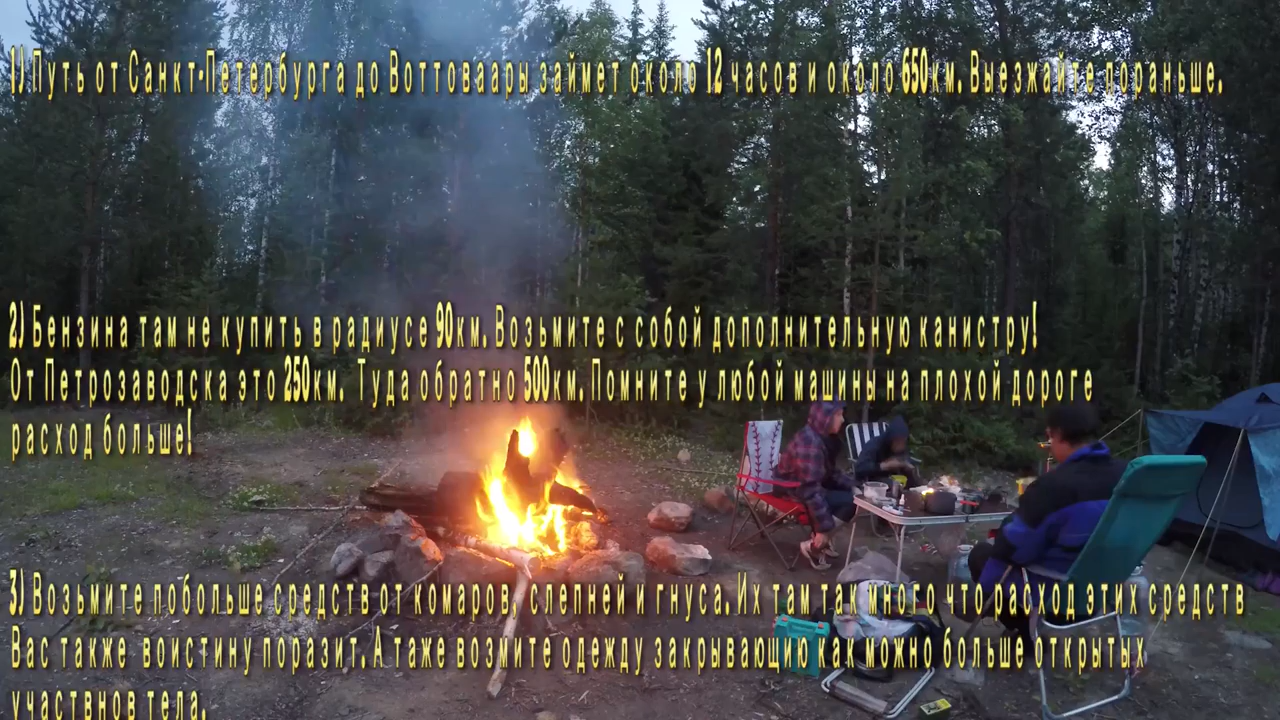 1) Путь от Санкт-Петербурга до Воттоваары займет около 12 часов и около 650км. Выезжайте пораньше.
2) Бензина там не купить в радиусе 90км. Возьмите с собой дополнительную канистру!
От Петрозаводска это 250км. Туда обратно 500км. Помните у любой машины на плохой дороге
расход больше!
3) Возьмите побольше средств от комаров, слепней и гнуса. Их там так много что расход этих средств
Вас также воистину поразит. А таже возмите одежду закрывающию как можно больше открытых
участвнов тела.